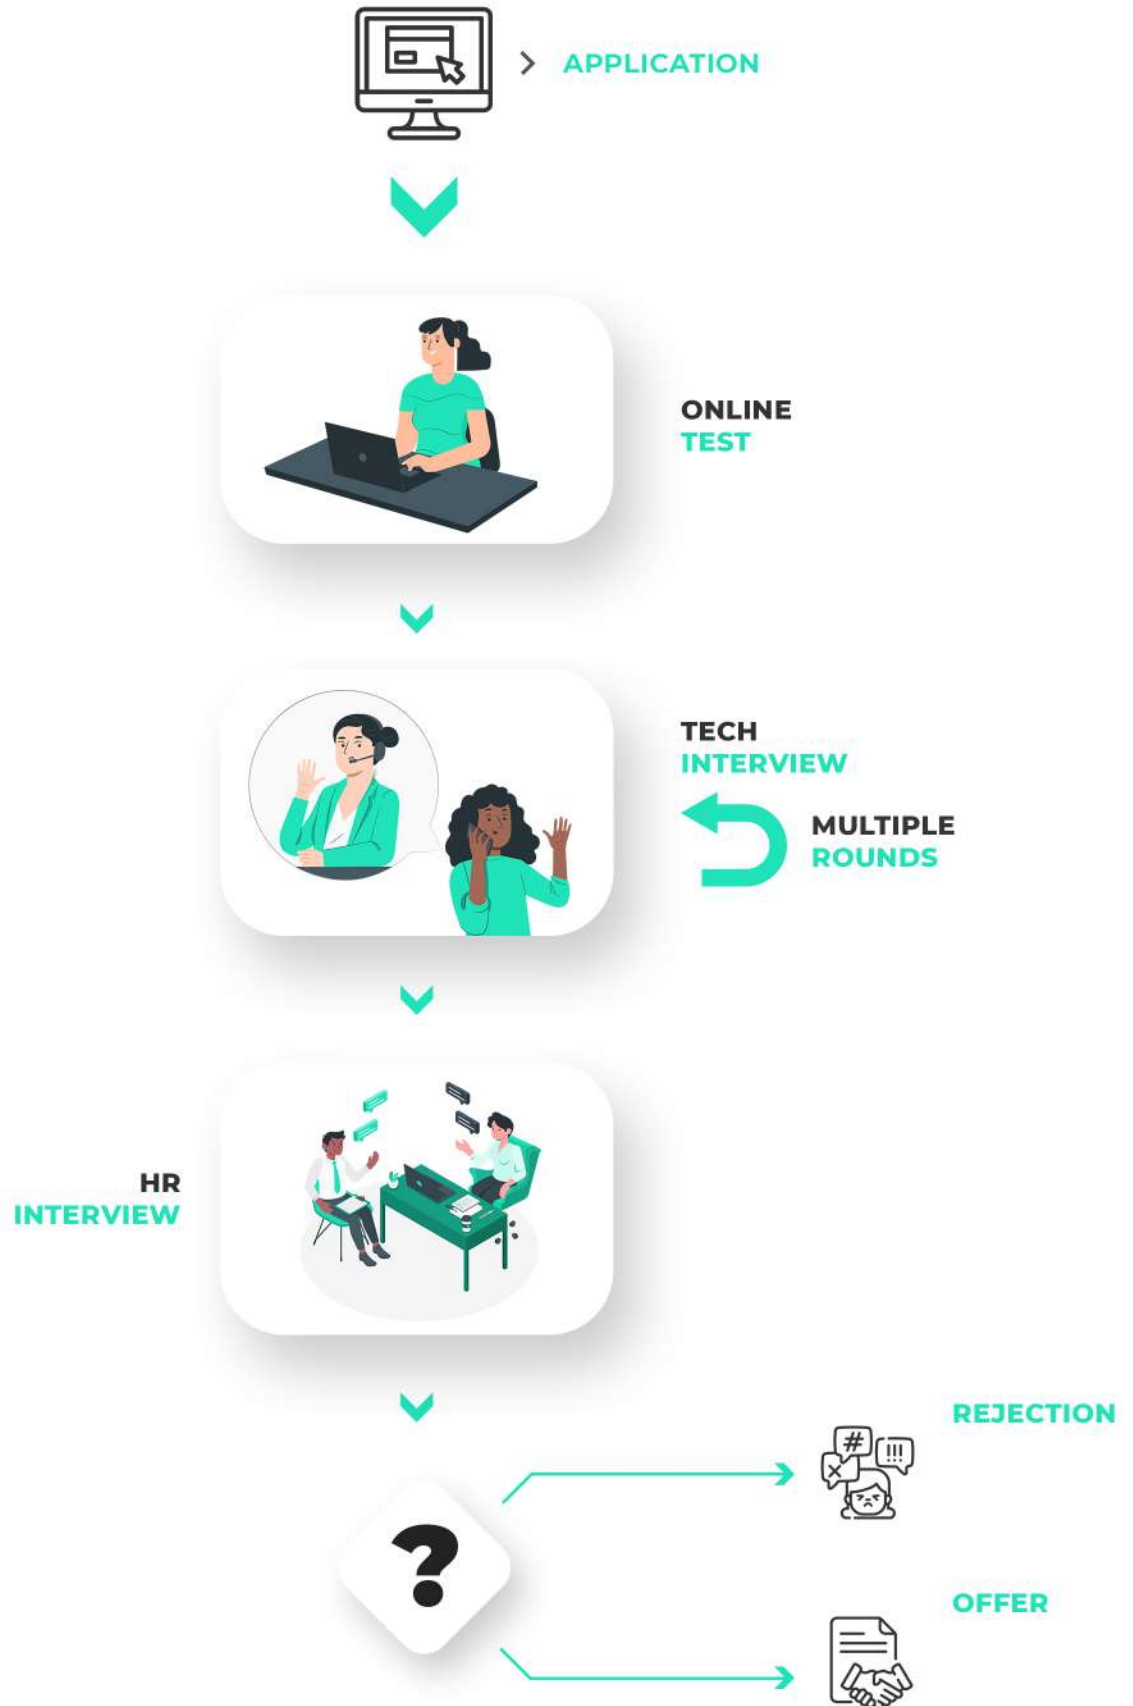 APPLICATION
ONLINE
TEST
TECH
INTERVIEW
MULTIPLE
ROUNDS
HR
INTERVIEW
REJECTION
#
!!!
X
?
OFFER